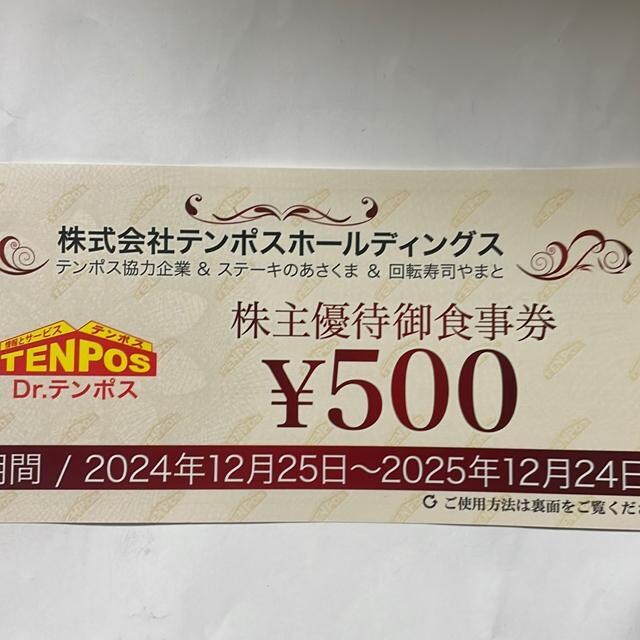 株式会社テンポスホールディングス
テンポス協力企業 & ステーキのあさくま & 回転寿司やまと
株主優待御食事券
情報とサービス
テンポス
TENPOS
Dr.テンポス
¥500
期間 / 2024年12月25日〜2025年12月24日
ご使用方法は裏面をご覧くださ